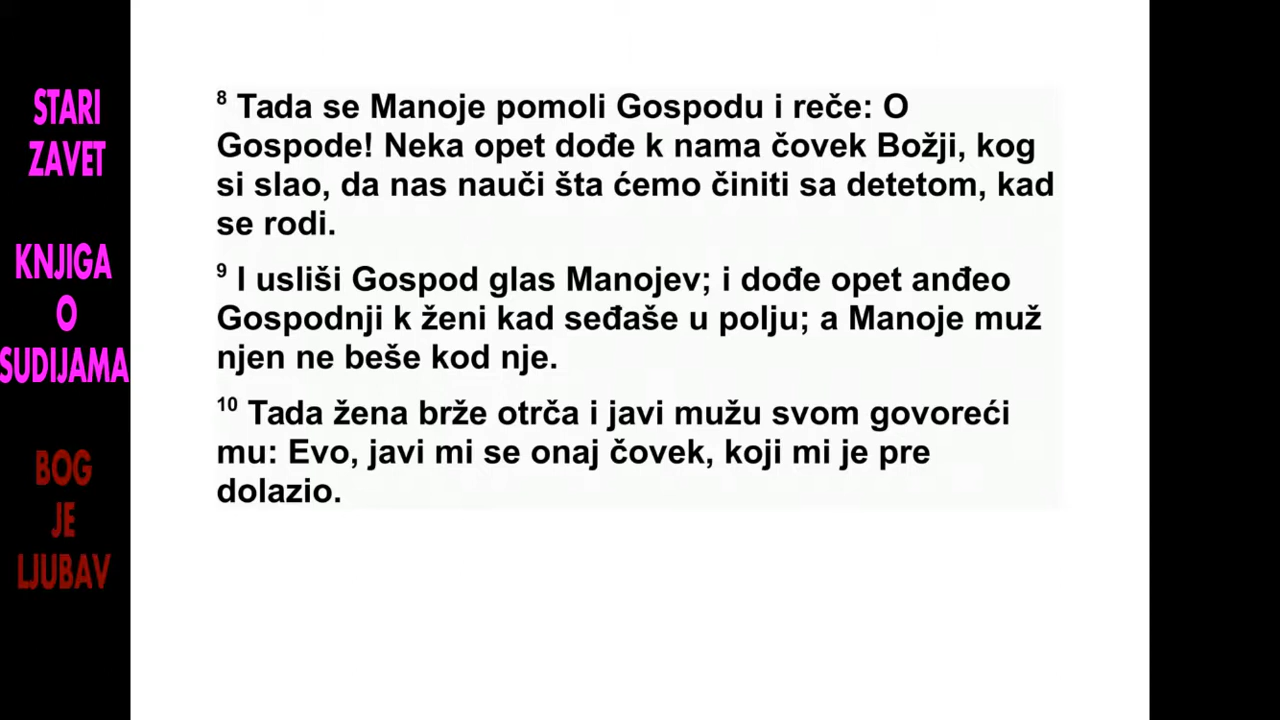 STARI
ZAVET
KNJIGA
O
SUDIJAMA
BOG
JE
LJUBAV
8 Tada se Manoje pomoli Gospodu i reče: O
Gospode! Neka opet dođe k nama čovek Božji, kog
si slao, da nas nauči šta ćemo činiti sa detetom, kad
se rodi.
9 I usliši Gospod glas Manojev; i dođe opet anđeo
Gospodnji k ženi kad seđaše u polju; a Manoje muž
njen ne beše kod nje.
10 Tada žena brže otrča i javi mužu svom govoreći
mu: Evo, javi mi se onaj čovek, koji mi je pre
dolazio.